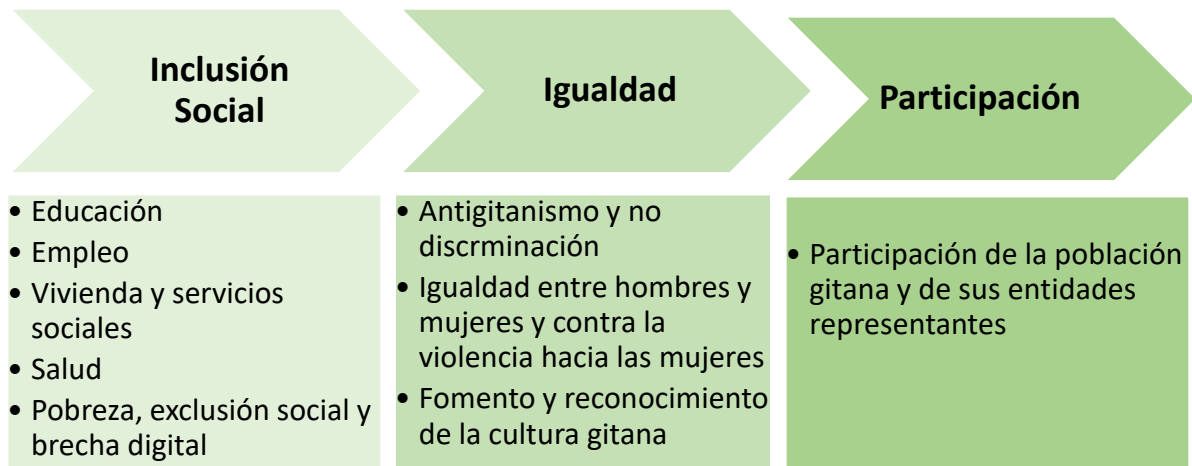 Inclusión
Social
• Educación
• Empleo
• Vivienda y servicios
sociales
• Salud
• Pobreza, exclusión social y
brecha digital
Igualdad
• Antigitanismo y no
discrminación
• Igualdad entre hombres y
mujeres y contra la
violencia hacia las mujeres
• Fomento y reconocimiento
de la cultura gitana
Participación
• Participación de la población
gitana y de sus entidades
representantes